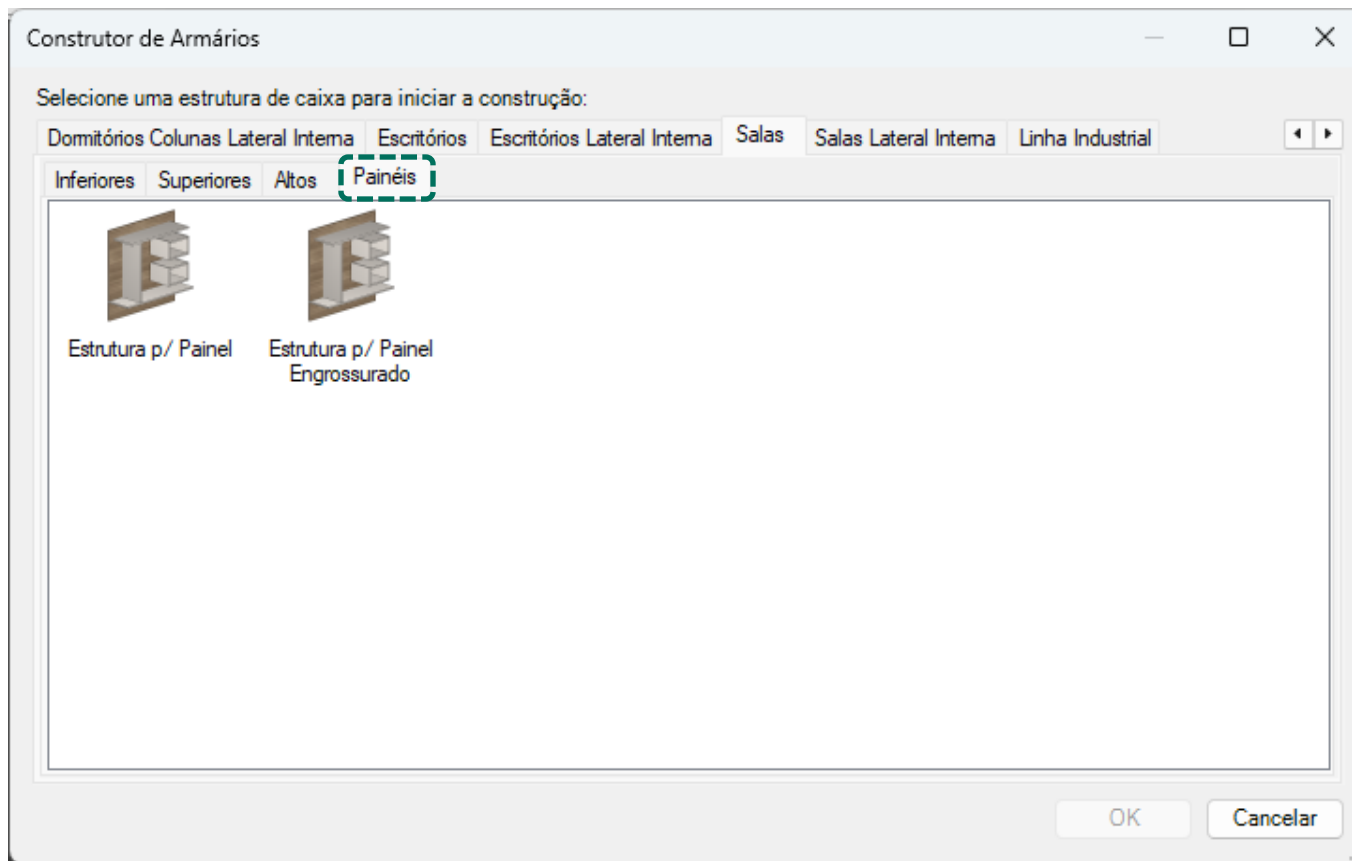 Construtor de Armários
Selecione uma estrutura de caixa para iniciar a construção:
Dormitórios Colunas Lateral Interna Escritórios Escritórios Lateral Interna Salas Salas Lateral Interna Linha Industrial
Inferiores Superiores Altos Painéis
Estrutura p/ Painel Estrutura p/ Painel
Engrossurado
OK Cancelar